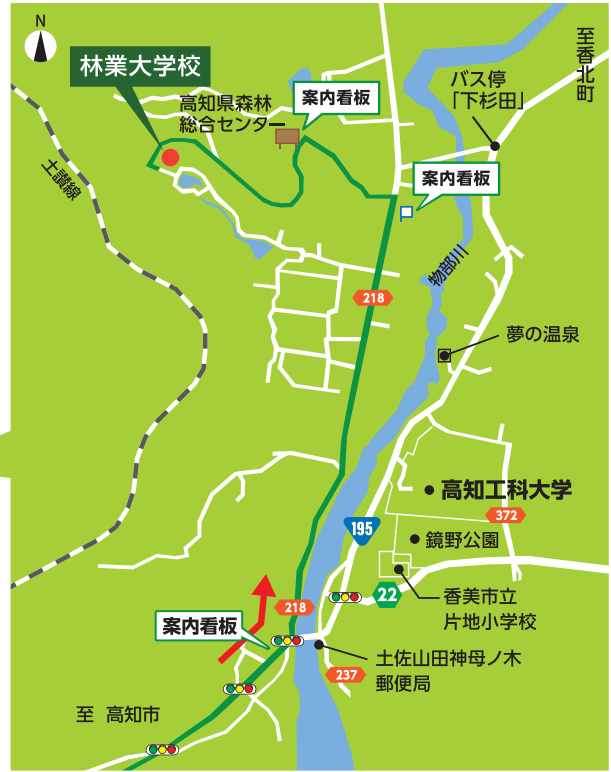 N
林業大学校
至香北町
バス停
「下杉田」
高知県森林
総合センター
案内看板
案内看板
土讃線
物部川
218
夢の温泉
高知工科大学
372
195
鏡野公園
22
香美市立
片地小学校
218
案内看板
土佐山田神母ノ木
郵便局
237
至 高知市